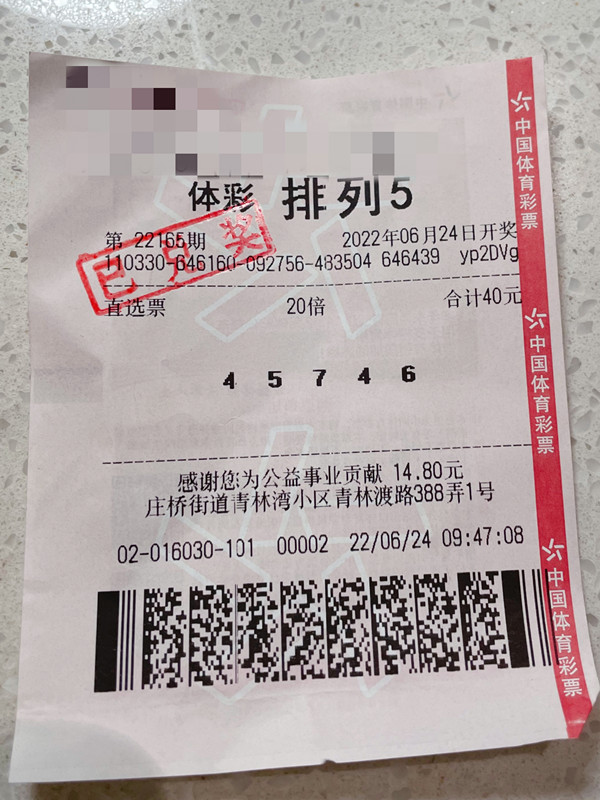 体彩 排列5
第 22165期 2022年06月24日开奖
110330-646160-092756-483504 646439 yp2DVg
已兑奖
直选票 20倍 合计40元
4 5 7 4 6
感谢您为公益事业贡献 14.80元
庄桥街道青林湾小区青林渡路388弄1号
02-016030-101 00002 22/06/24 09:47:08
中国体育彩票
中国体育彩票
中国体育彩票